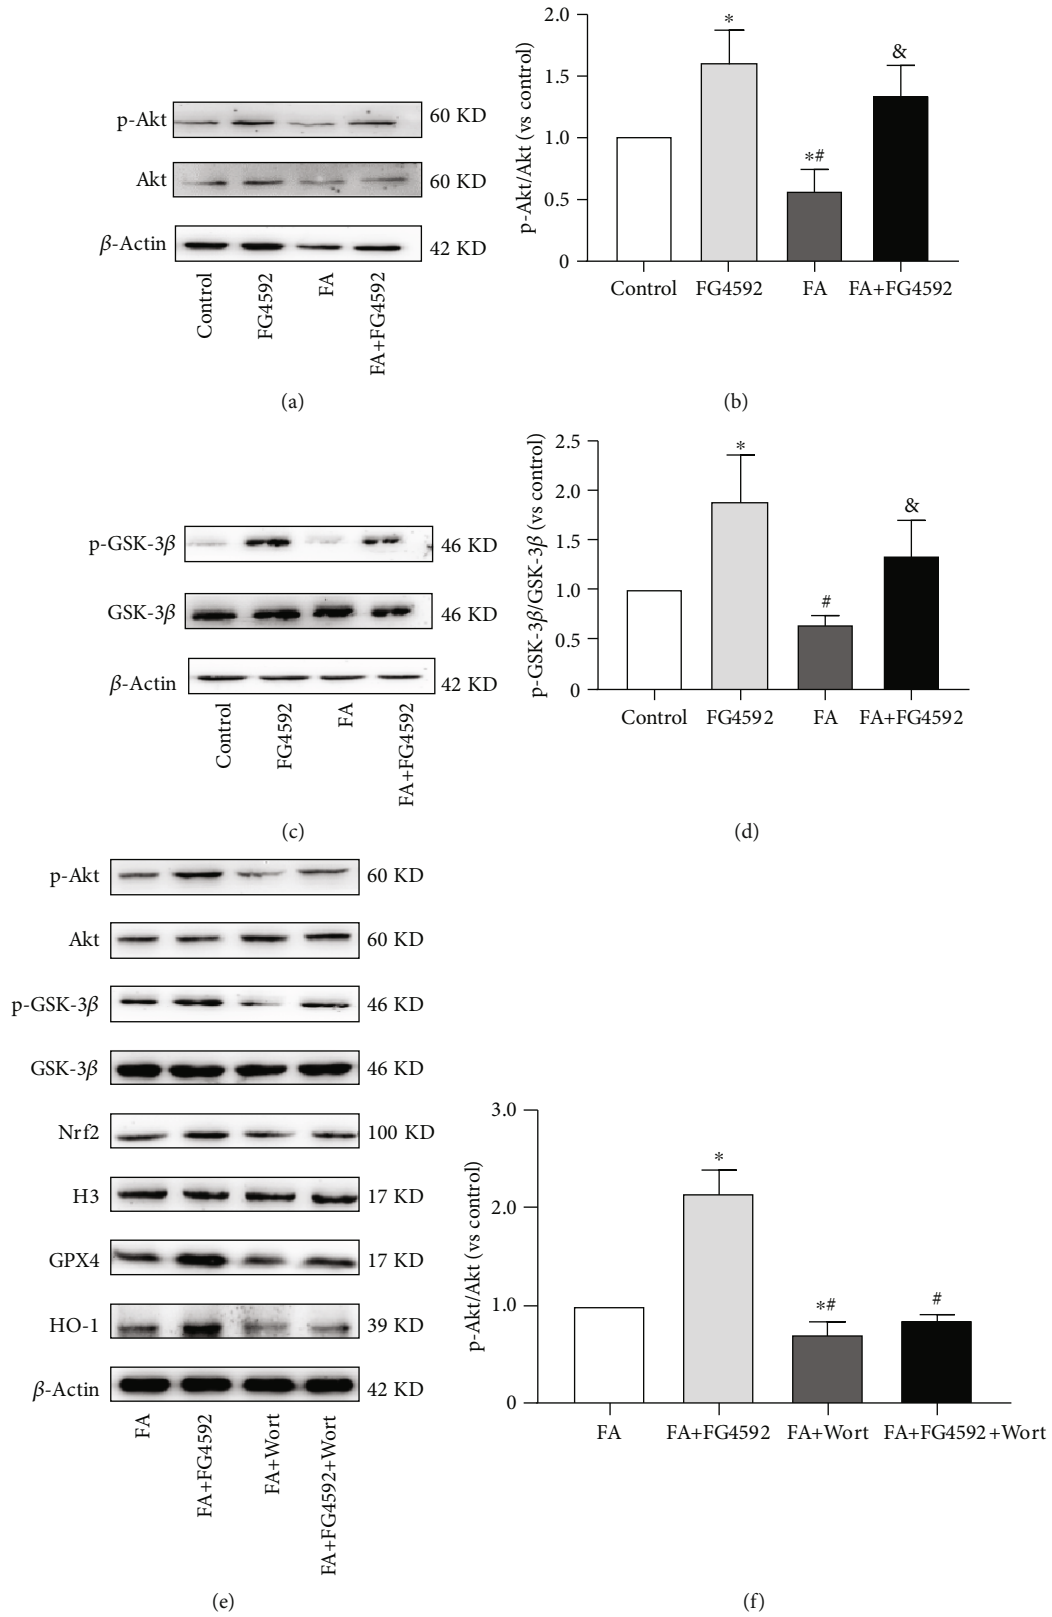 p-Akt 60 KD
Akt 60 KD
β-Actin 42 KD
Control FG4592 FA FA+FG4592
(a)
p-Akt/Akt (vs control)
2.0
1.5
1.0
0.5
0
* *# &
Control FG4592 FA FA+FG4592
(b)
p-GSK-3β 46 KD
GSK-3β 46 KD
β-Actin 42 KD
Control FG4592 FA FA+FG4592
(c)
p-GSK-3β/GSK-3β (vs control)
2.5
2.0
1.5
1.0
0.5
0
* # &
Control FG4592 FA FA+FG4592
(d)
p-Akt 60 KD
Akt 60 KD
p-GSK-3β 46 KD
GSK-3β 46 KD
Nrf2 100 KD
H3 17 KD
GPX4 17 KD
HO-1 39 KD
β-Actin 42 KD
FA FA+FG4592 FA+Wort FA+FG4592+Wort
(e)
p-Akt/Akt (vs control)
3.0
2.0
1.0
0
* *# #
FA FA+FG4592 FA+Wort FA+FG4592+Wort
(f)